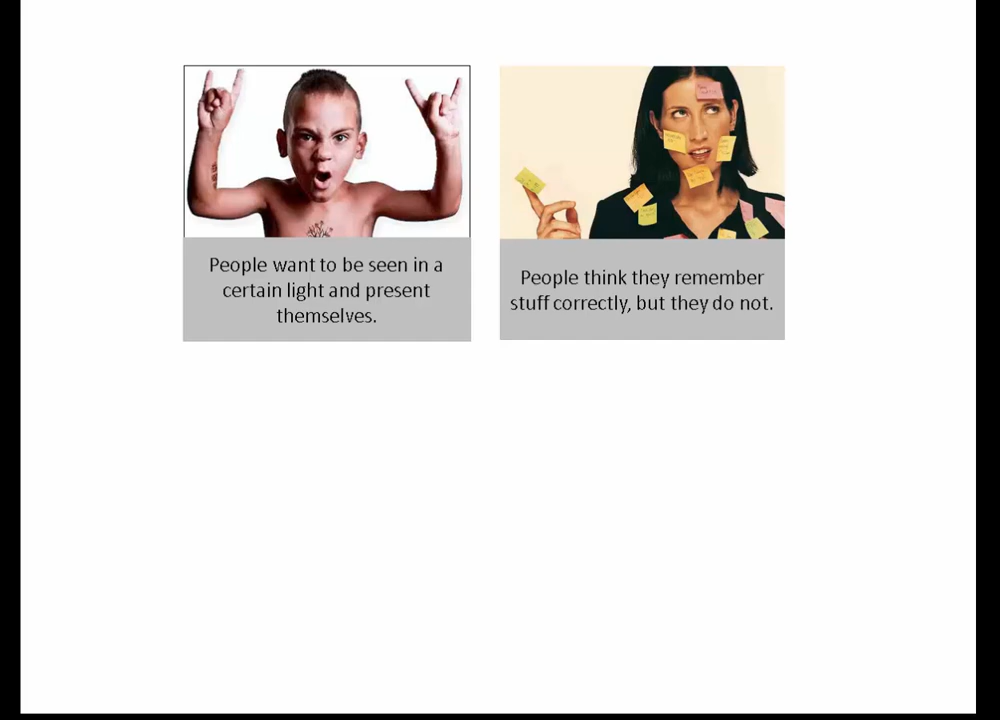 People want to be seen in a
certain light and present
themselves.
People think they remember
stuff correctly, but they do not.